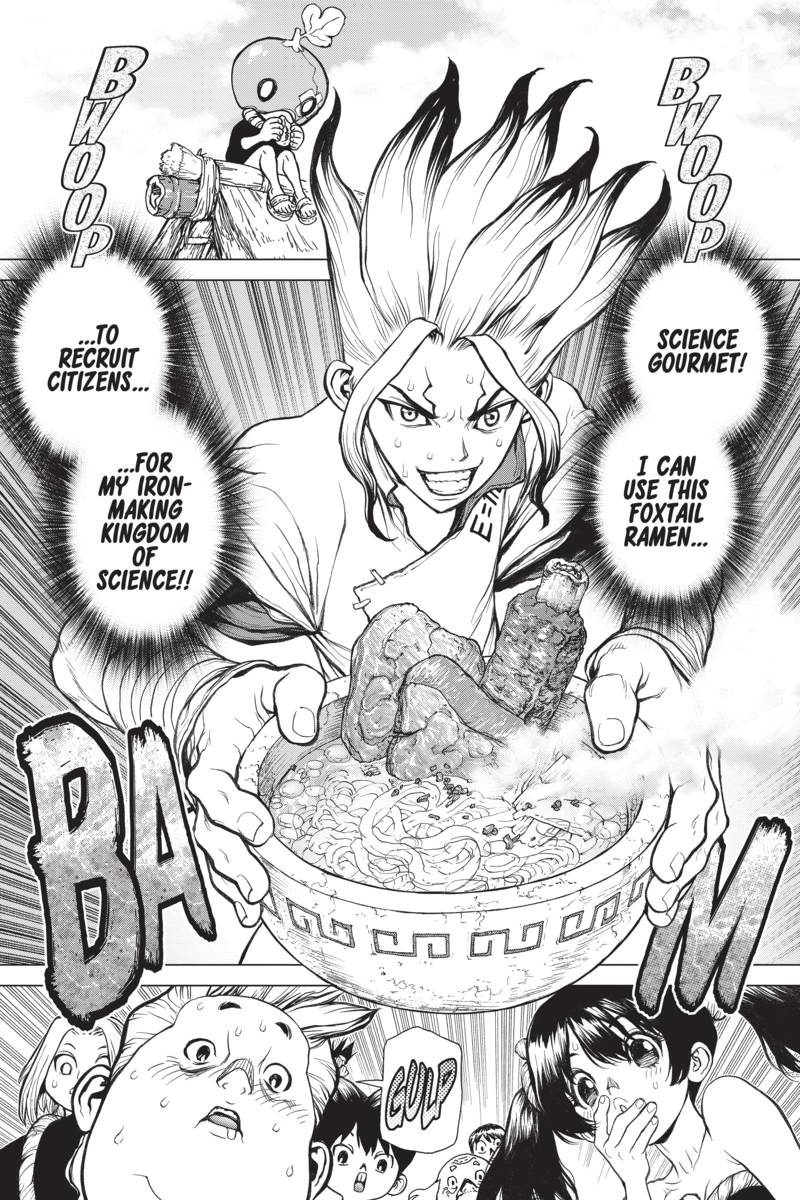 BWOOP
BWOOP
SCIENCE
GOURMET!
I CAN
USE THIS
FOXTAIL
RAMEN...
...TO
RECRUIT
CITIZENS...
...FOR
MY IRON-
MAKING
KINGDOM
OF
SCIENCE!!
E=M
BAM
GULP